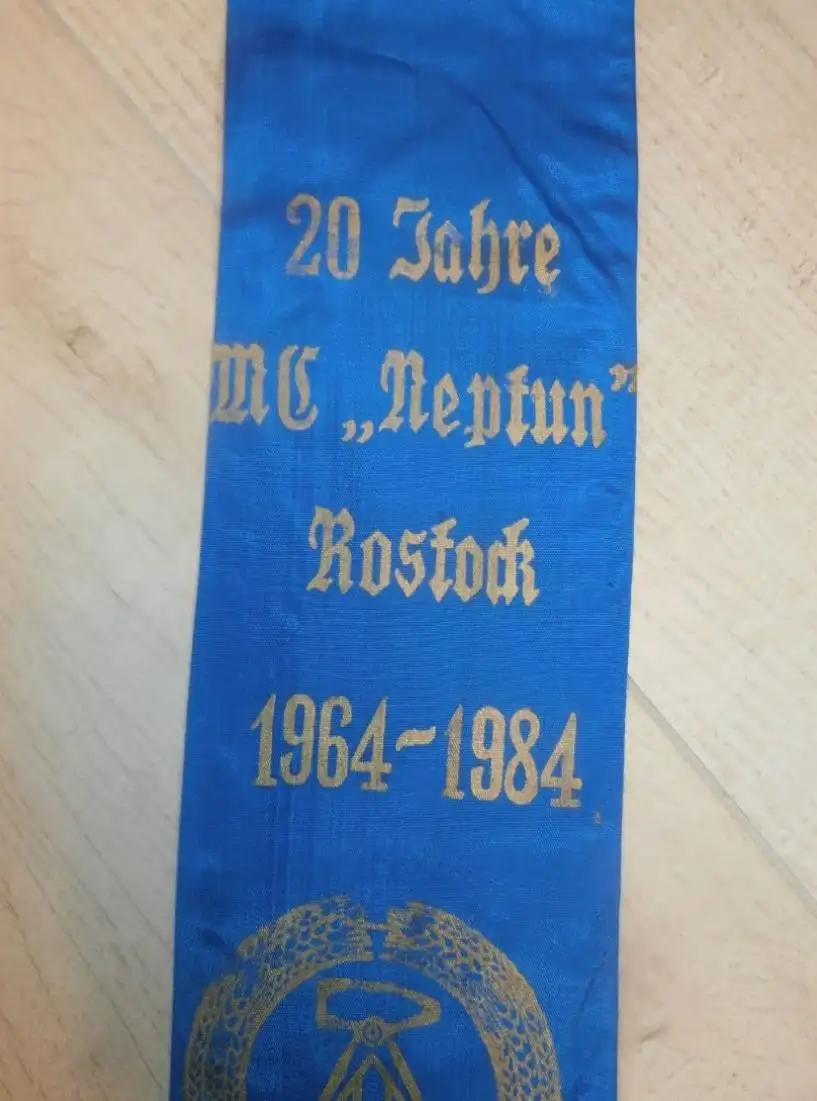 20 Jahre
MC „Neptun”
Rostock
1964-1984